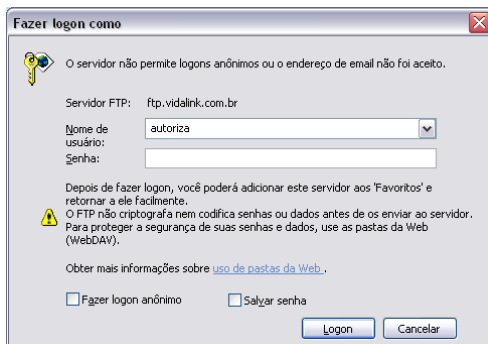 Fazer logon como
O servidor não permite logons anônimos ou o endereço de email não foi aceito.
Servidor FTP: ftp.vidalink.com.br
Nome de usuário: autoriza
Senha:
Depois de fazer logon, você poderá adicionar este servidor aos 'Favoritos' e
retornar a ele facilmente.
O FTP não criptografa nem codifica senhas ou dados antes de os enviar ao servidor.
Para proteger a segurança de suas senhas e dados, use as pastas da Web
(WebDAV).
Obter mais informações sobre uso de pastas da Web .
Fazer logon anônimo Salvar senha
Logon Cancelar